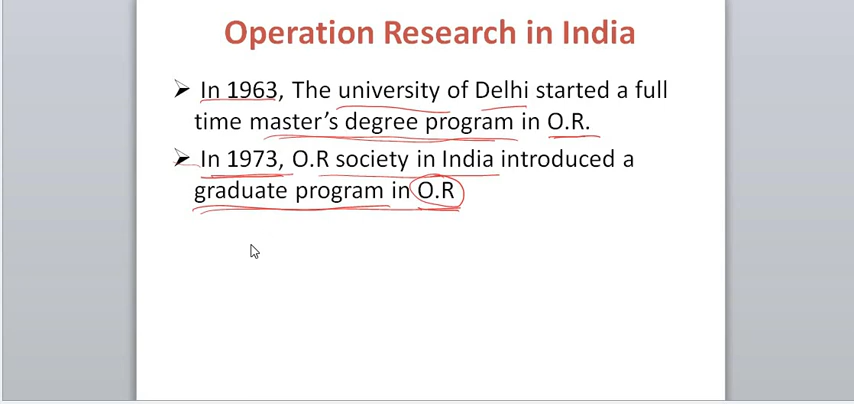 Operation Research in India
➢ In 1963, The university of Delhi started a full
time master's degree program in O.R.
➢ In 1973, O.R society in India introduced a
graduate program in O.R